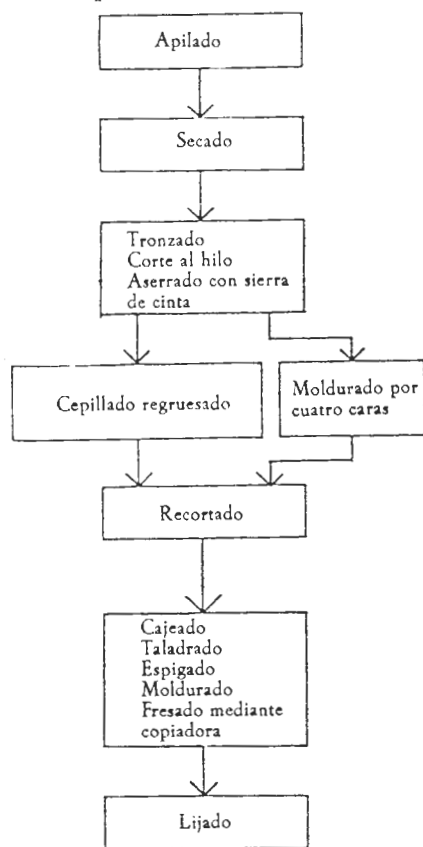 Apilado
Secado
Tronzado
Corte al hilo
Aserrado con sierra
de cinta
Cepillado regruesado
Moldurado por
cuatro caras
Recortado
Cajeado
Taladrado
Espigado
Moldurado
Fresado mediante
copiadora
Lijado